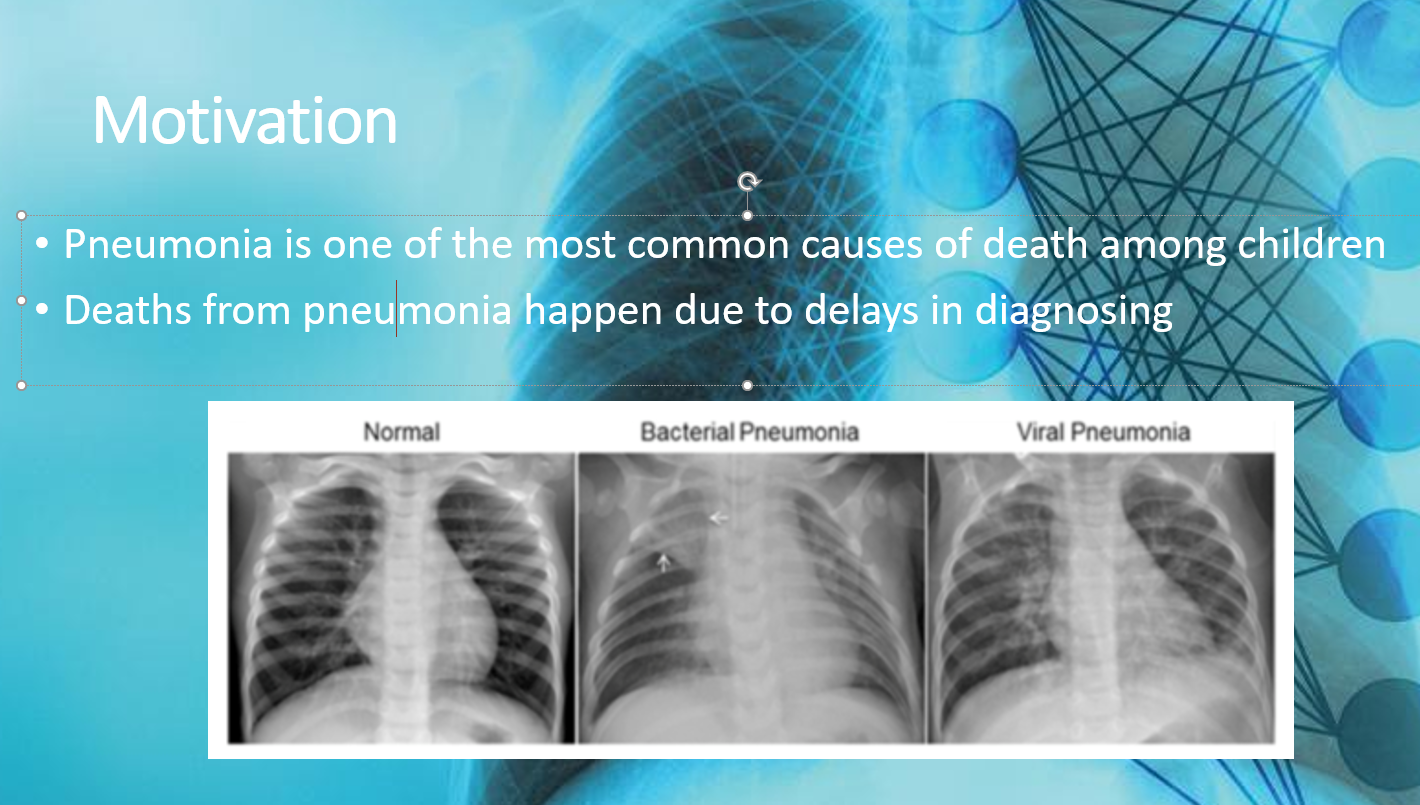 Motivation
• Pneumonia is one of the most common causes of death among children
• Deaths from pneumonia happen due to delays in diagnosing
Normal Bacterial Pneumonia Viral Pneumonia